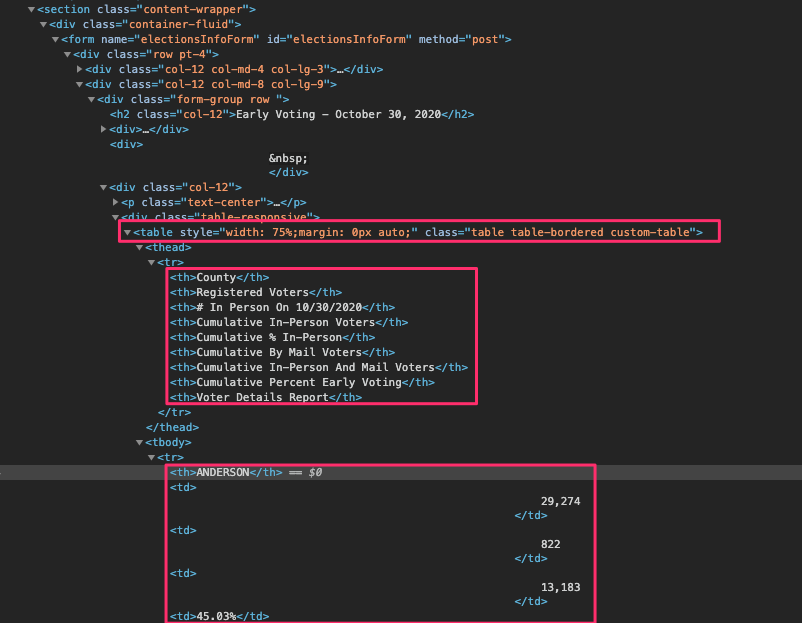 ▼<section class="content-wrapper">
▼<div class="container-fluid">
▼<form name="electionsInfoForm" id="electionsInfoForm" method="post">
▼<div class="row pt-4">
▶<div class="col-12 col-md-4 col-lg-3">…</div>
▼<div class="col-12 col-md-8 col-lg-9">
▼<div class="form-group row ">
<h2 class="col-12">Early Voting - October 30, 2020</h2>
▶<div>…</div>
<div>
&nbsp;
</div>
▼<div class="col-12">
▶<p class="text-center">…</p>
▼<div class="table-responsive">
▼<table style="width: 75%;margin: 0px auto;" class="table table-bordered custom-table">
▼<thead>
▼<tr>
<th>County</th>
<th>Registered Voters</th>
<th># In Person On 10/30/2020</th>
<th>Cumulative In-Person Voters</th>
<th>Cumulative % In-Person</th>
<th>Cumulative By Mail Voters</th>
<th>Cumulative In-Person And Mail Voters</th>
<th>Cumulative Percent Early Voting</th>
<th>Voter Details Report</th>
</tr>
</thead>
▼<tbody>
▼<tr>
<th>ANDERSON</th> == $0
<td>
29,274
</td>
<td>
822
</td>
<td>
13,183
</td>
<td>45.03%</td>